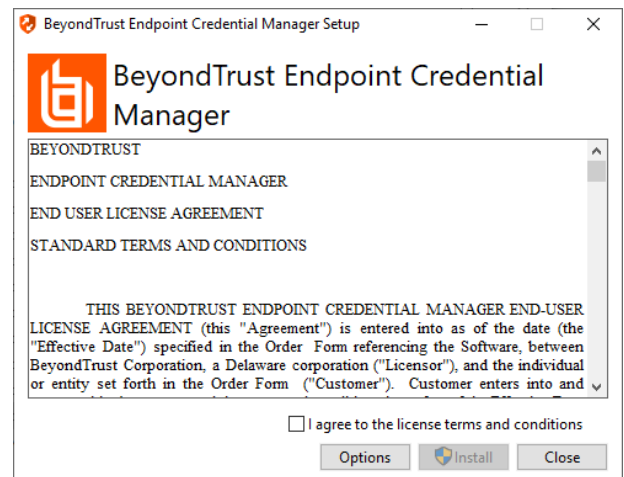 BeyondTrust Endpoint Credential Manager Setup
BeyondTrust Endpoint Credential
Manager
BEYONDTRUST
ENDPOINT CREDENTIAL MANAGER
END USER LICENSE AGREEMENT
STANDARD TERMS AND CONDITIONS
THIS BEYONDTRUST ENDPOINT CREDENTIAL MANAGER END-USER
LICENSE AGREEMENT (this "Agreement") is entered into as of the date (the
"Effective Date") specified in the Order Form referencing the Software, between
BeyondTrust Corporation, a Delaware corporation ("Licensor"), and the individual
or entity set forth in the Order Form ("Customer"). Customer enters into and
I agree to the license terms and conditions
Options Install Close